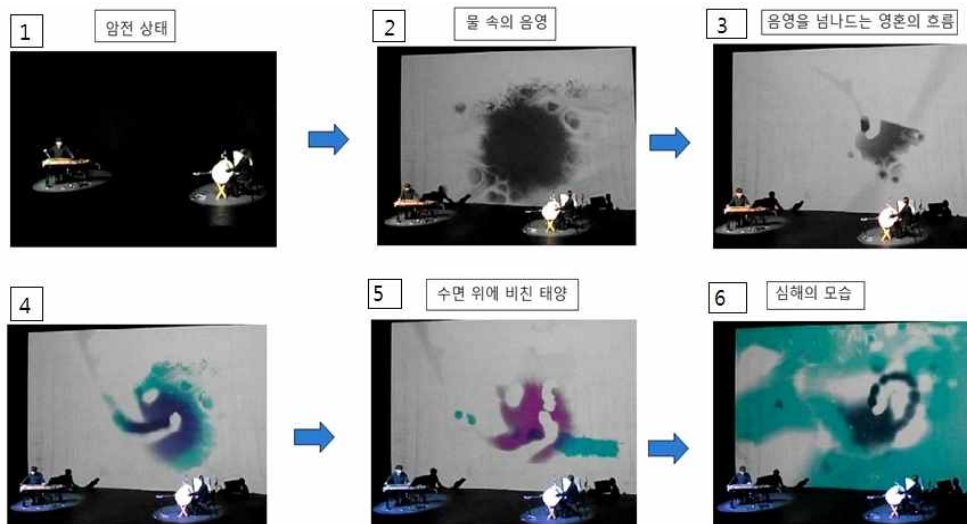 1
암전 상태
2
물 속의 음영
3
음영을 넘나드는 영혼의 흐름
4
5
수면 위에 비친 태양
6
심해의 모습